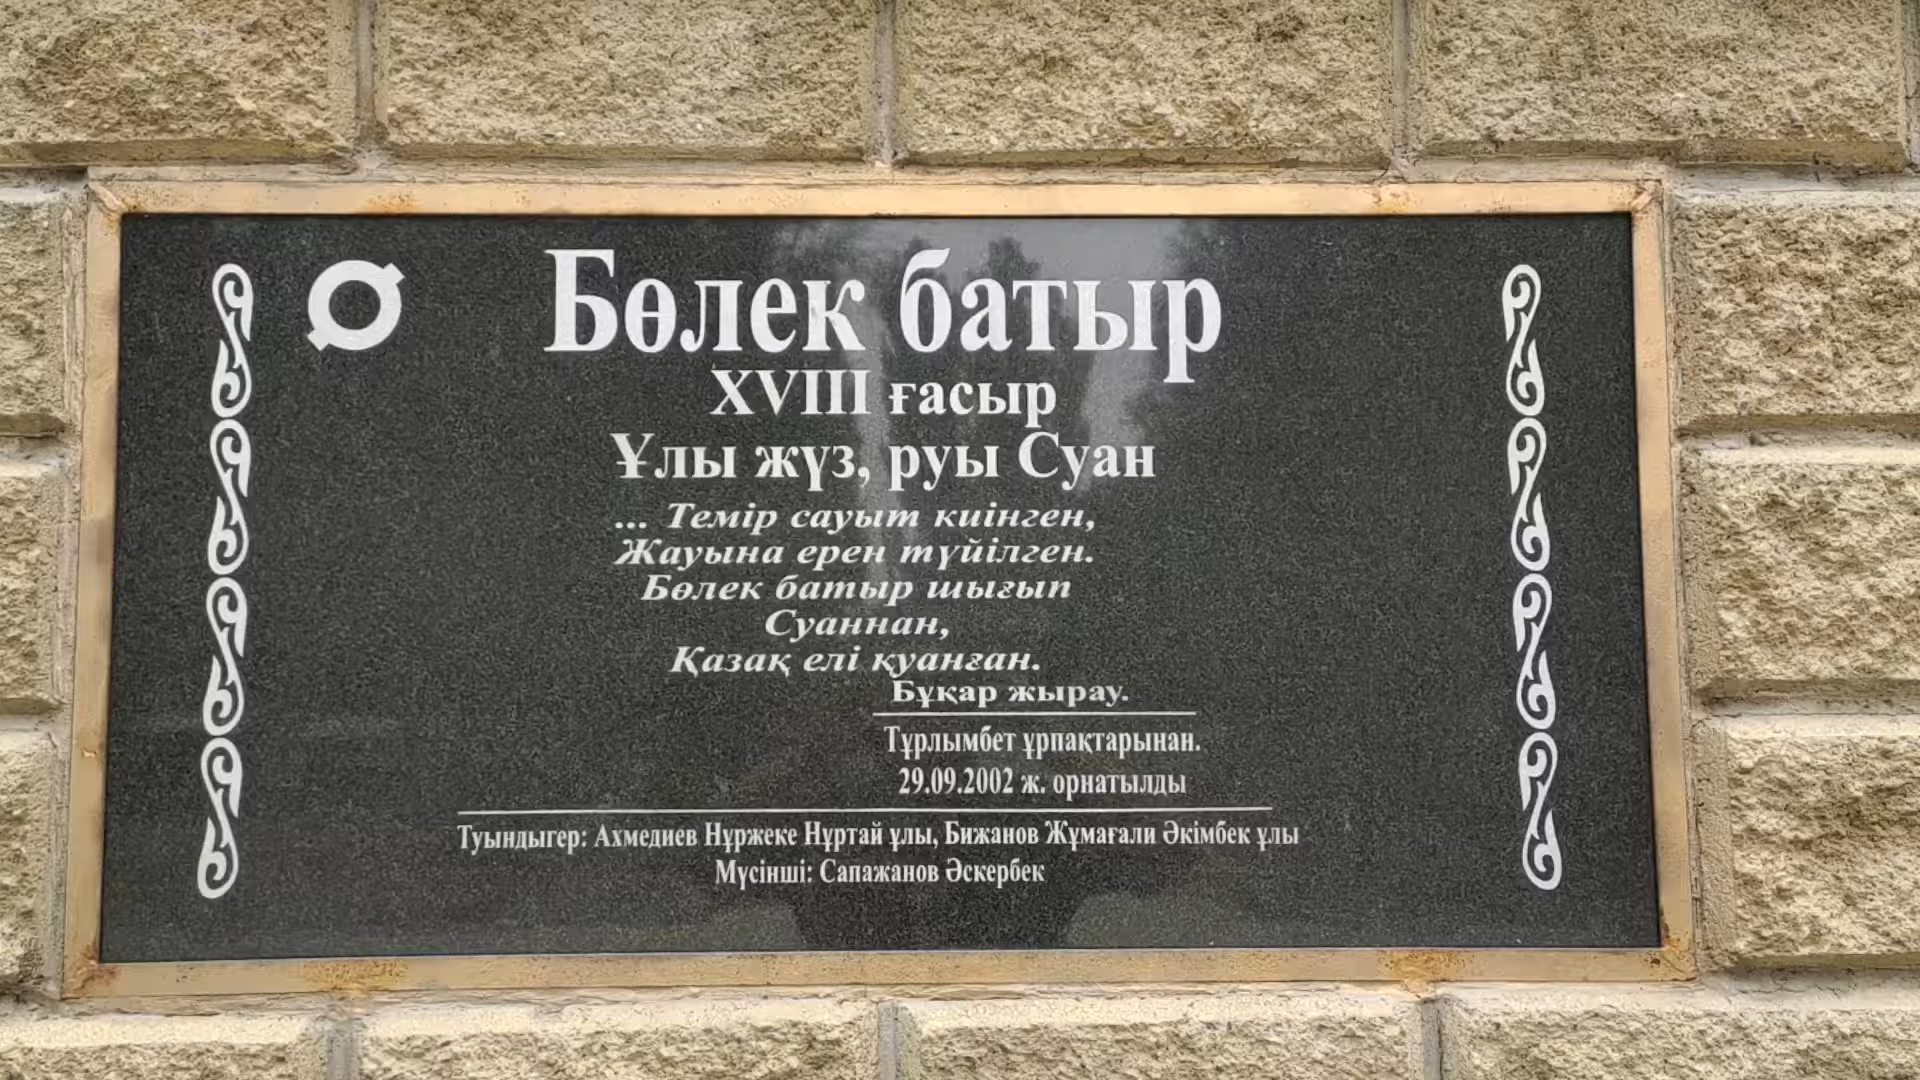 Бөлек батыр
XVIII ғасыр
Ұлы жүз, руы Суан
... Темір сауыт киінген,
Жауына ерен түйілген.
Бөлек батыр шығып
Суаннан,
Қазақ елі қуанған.
Бұқар жырау.
Тұрлымбет ұрпақтарынан.
29.09.2002 ж. орнатылды
Туындыгер: Ахмедиев Нұржеке Нұртай ұлы, Бижанов Жұмағали Әкімбек ұлы
Мүсінші: Сапажанов Әскербек